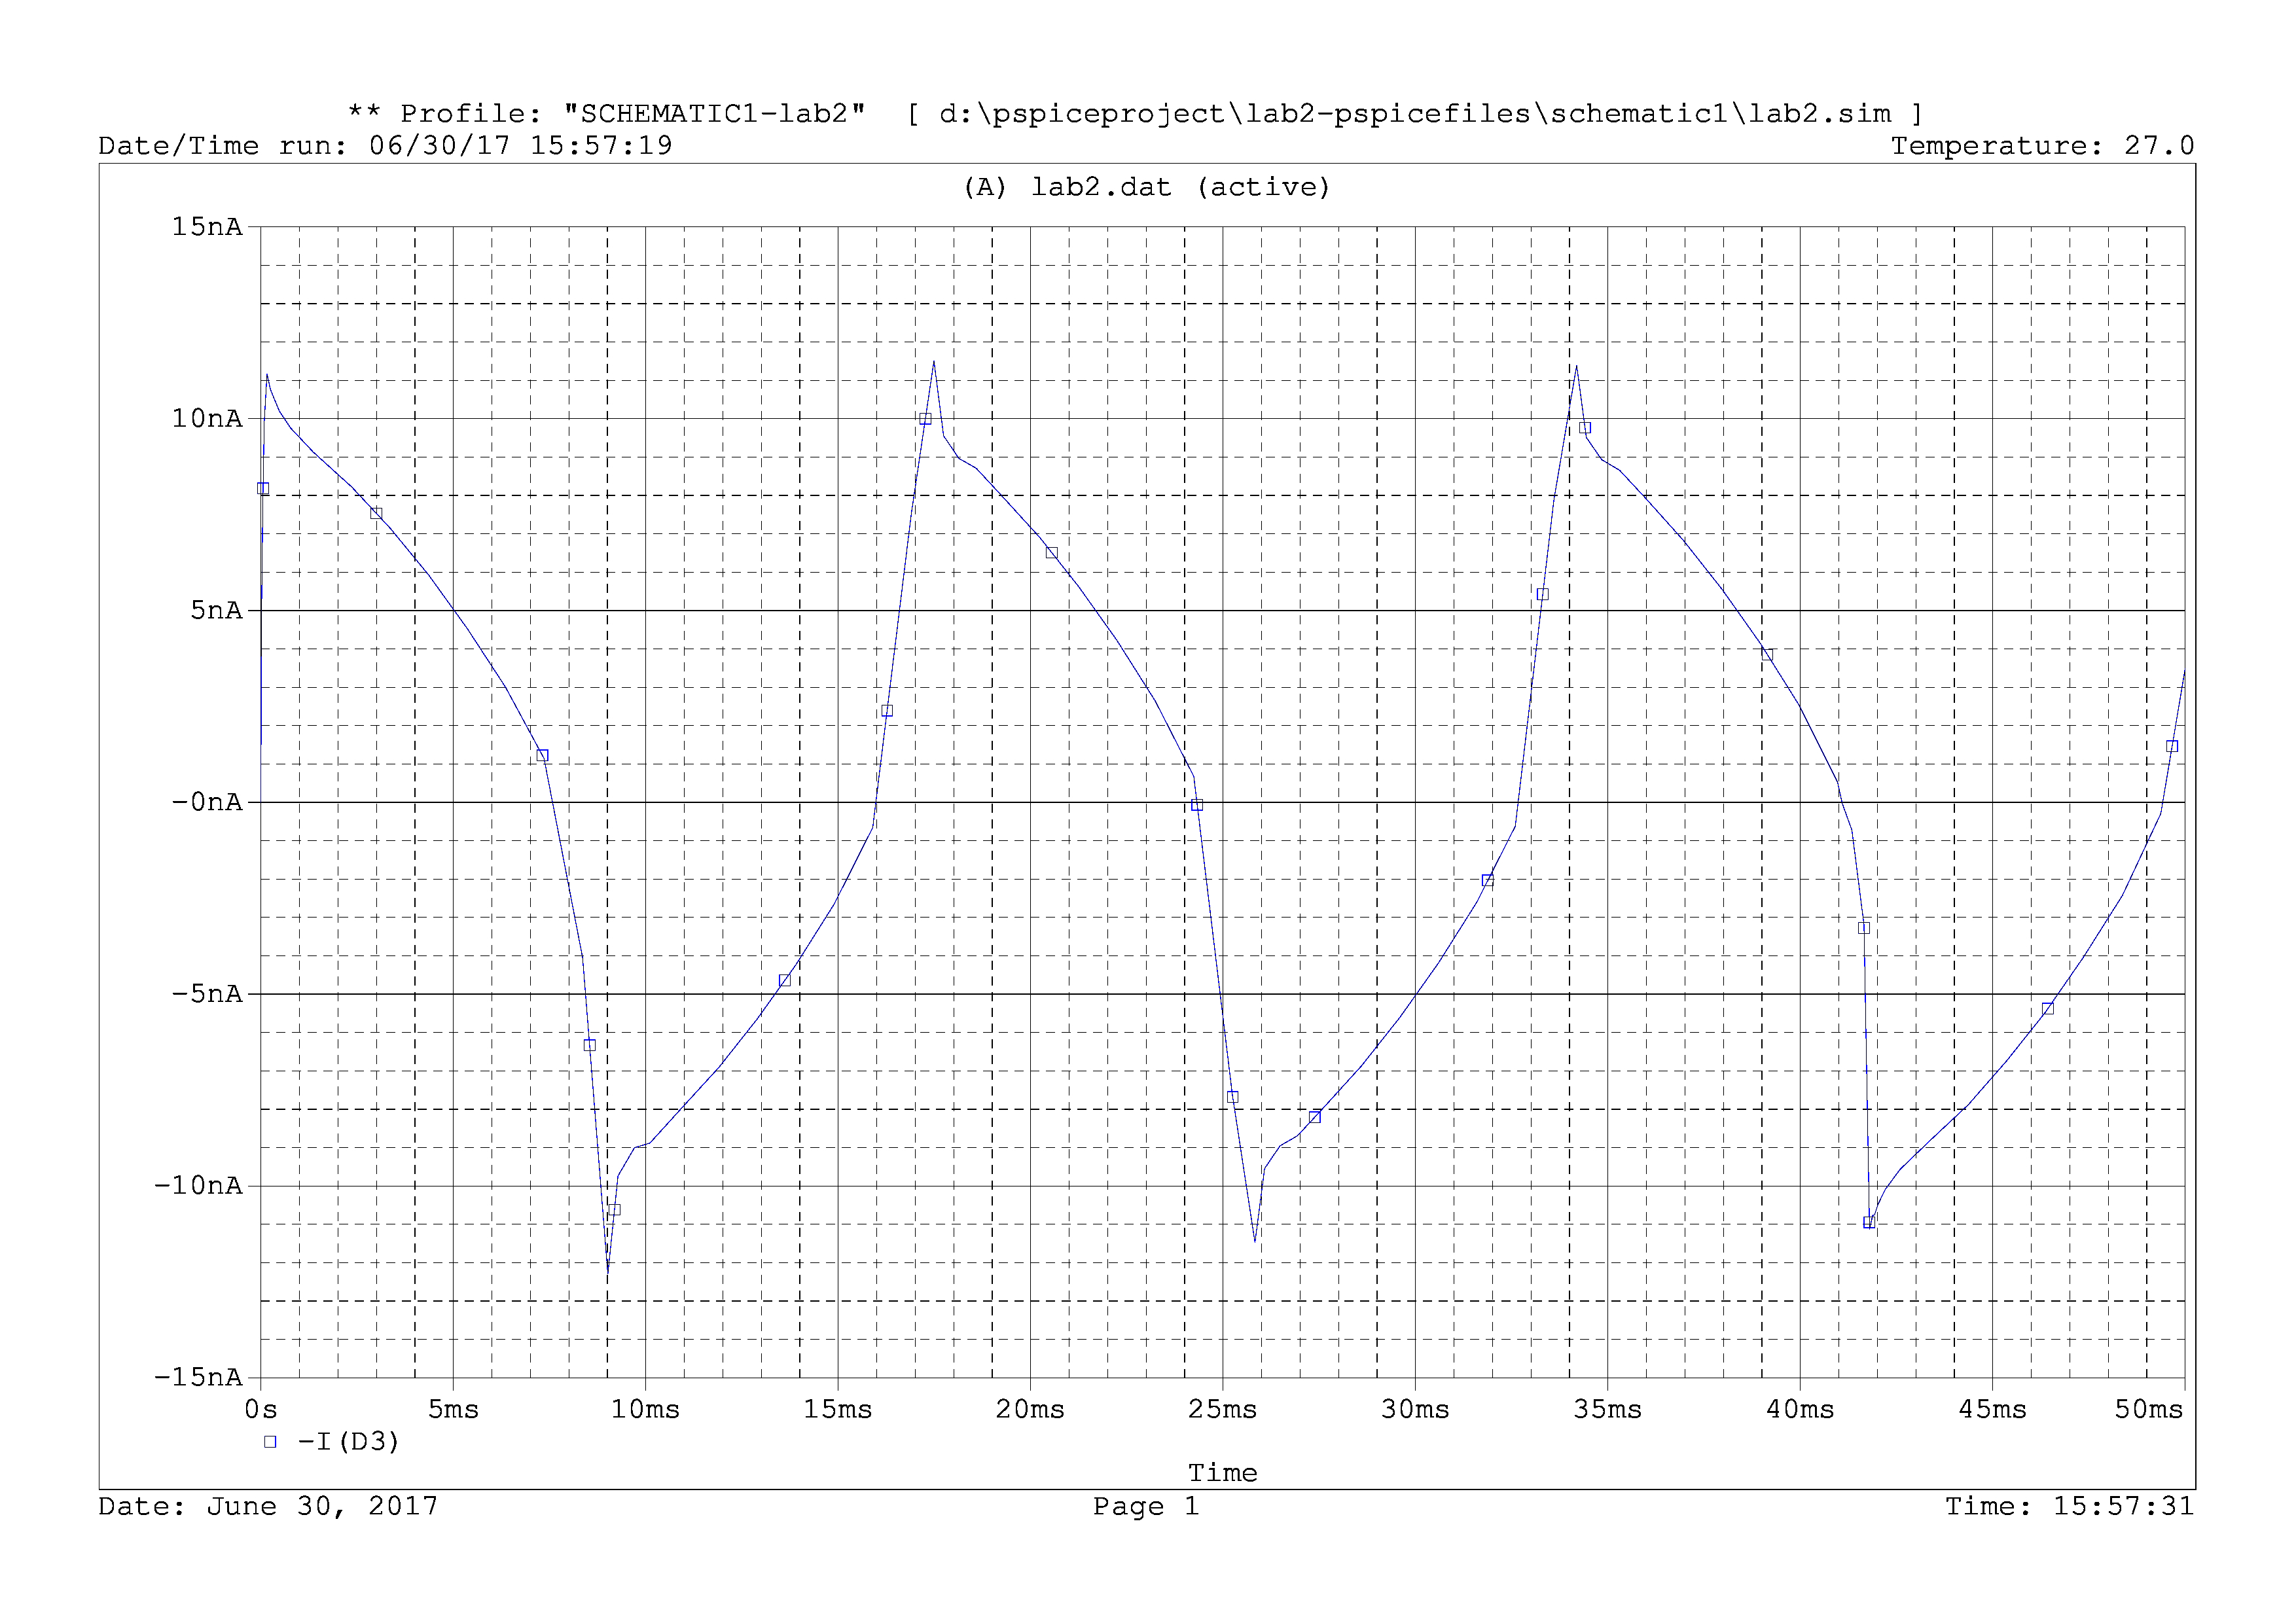 ** Profile: "SCHEMATIC1-lab2"  [ d:\pspiceproject\lab2-pspicefiles\schematic1\lab2.sim ]
Date/Time run: 06/30/17 15:57:19 Temperature: 27.0
(A) lab2.dat (active)
15nA
10nA
5nA
-0nA
-5nA
-10nA
-15nA
0s 5ms 10ms 15ms 20ms 25ms 30ms 35ms 40ms 45ms 50ms
-I(D3)
Time
Date: June 30, 2017 Page 1 Time: 15:57:31